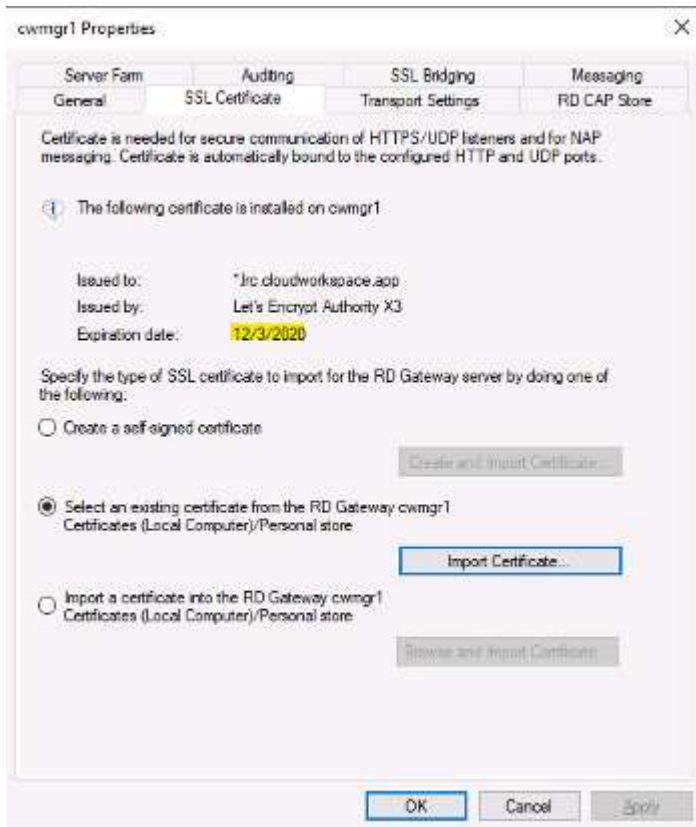 cwmgr1 Properties
Server Farm Auditing SSL Bridging Messaging
General SSL Certificate Transport Settings RD CAP Store
Certificate is needed for secure communication of HTTPS/UDP listeners and for NAP
messaging. Certificate is automatically bound to the configured HTTP and UDP ports.
The following certificate is installed on cwmgr1
Issued to: *.lrc.cloudworkspace.app
Issued by: Let's Encrypt Authority X3
Expiration date: 12/3/2020
Specify the type of SSL certificate to import for the RD Gateway server by doing one of
the following:
Create a self-signed certificate
Create and Import Certificate...
Select an existing certificate from the RD Gateway cwmgr1
Certificates (Local Computer)/Personal store
Import Certificate...
Import a certificate into the RD Gateway cwmgr1
Certificates (Local Computer)/Personal store
Browse and Import Certificate...
OK Cancel Apply